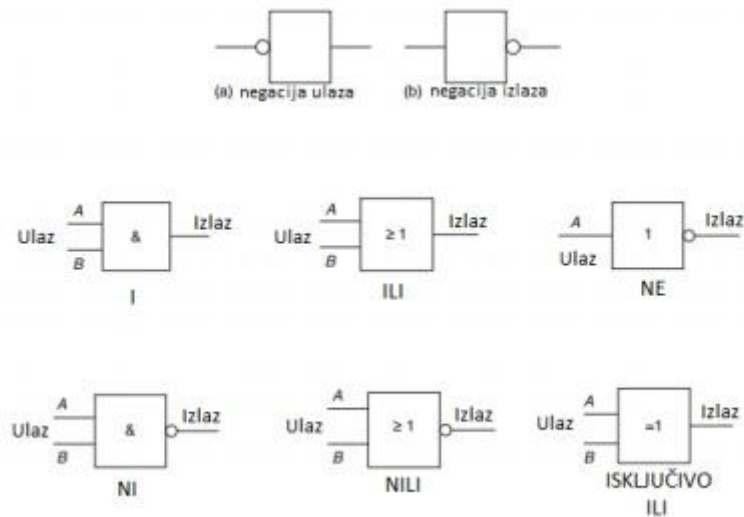 (a) negacija ulaza (b) negacija izlaza
A
Ulaz & Izlaz
B
I
A
Ulaz ≥ 1 Izlaz
B
ILI
A
Ulaz 1 Izlaz
NE
A
Ulaz & Izlaz
B
NI
A
Ulaz ≥ 1 Izlaz
B
NILI
A
Ulaz =1 Izlaz
B
ISKLJUČIVO
ILI